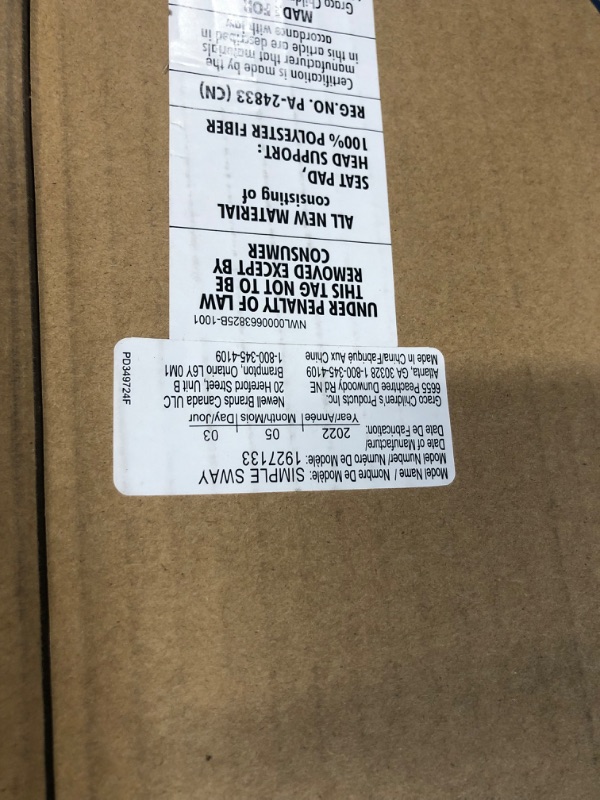 Model Name / Nombre De Modèle: SIMPLE SWAY
Model Number/ Numéro De Modèle: 1927133
Date of Manufacture/
Date De Fabrication:
2022 05 03
Year/Année Month/Mois Day/Jour
Graco Children's Products Inc.
6655 Peachtree Dunwoody Rd NE
Atlanta, GA, 30328 1-800-345-4109
Made in China/Fabriqué Aux Chine
Newell Brands Canada ULC
20 Hereford Street, Unit B
Brampton, Ontario L6Y 0M1
1-800-345-4109
PD349724F
NWL0000663825B-1001
UNDER PENALTY OF LAW
THIS TAG NOT TO BE
REMOVED EXCEPT BY
CONSUMER
ALL NEW MATERIAL
consisting of
SEAT PAD,
HEAD SUPPORT:
100% POLYESTER FIBER
REG.NO. PA-24833 (CN)
Certification is made by the
manufacturer that materials
in this article are described in
accordance with law
MAD FOR:
Graco Child